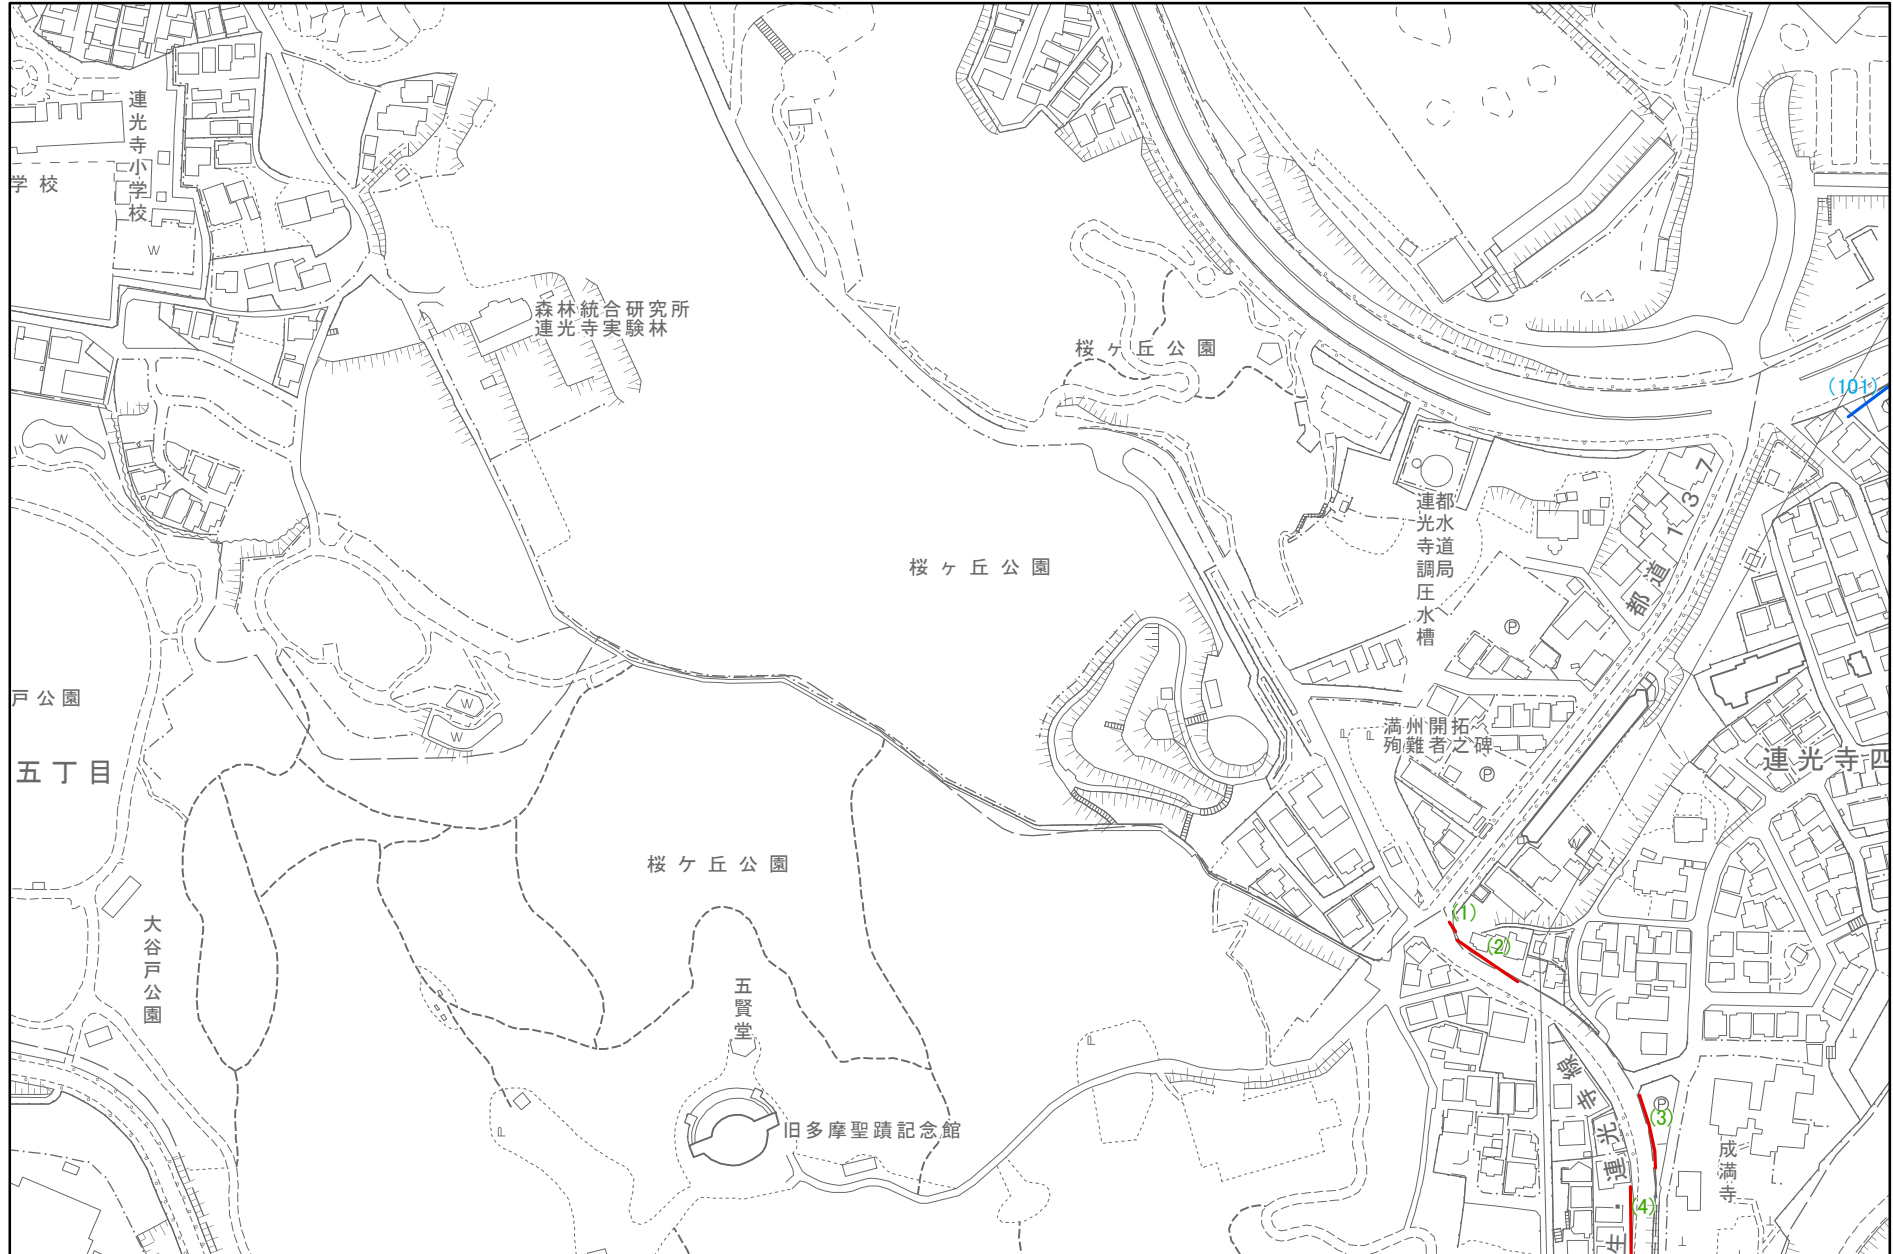 連光寺小学校
学校
W
森林統合研究所
連光寺実験林
桜ヶ丘公園
(101)
W
都水道局
連光寺調圧水槽
都道137
桜ヶ丘公園
P
戸公園
W
W
満州開拓
殉難者之碑
P
五丁目
連光寺四
W
桜ケ丘公園
大谷戸公園
(1)
(2)
五賢堂
旧多摩聖蹟記念館
P
(3)
成満寺
(4)
生・連光寺線